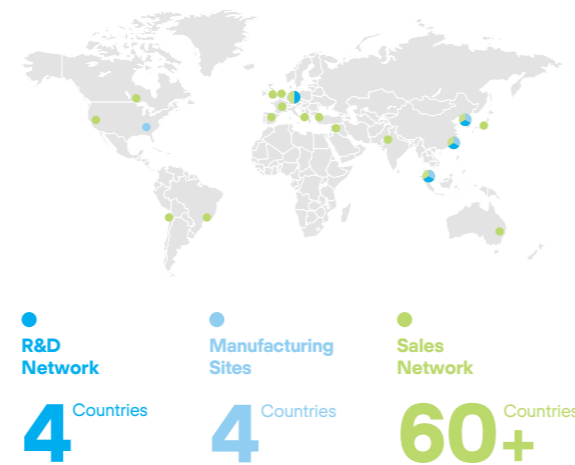 R&D
Network
4 Countries
Manufacturing
Sites
4 Countries
Sales
Network
60+ Countries